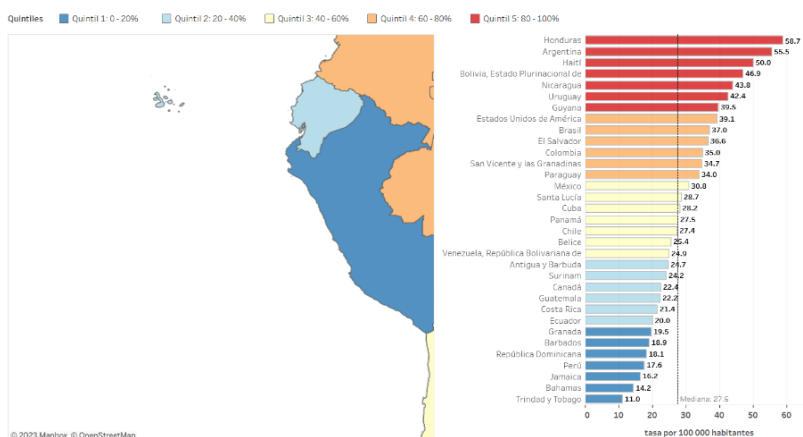 Quintiles Quintil 1: 0 - 20% Quintil 2: 20 - 40% Quintil 3: 40 - 60% Quintil 4: 60 - 80% Quintil 5: 80 - 100%
Honduras 58.7
Argentina 55.5
Haití 50.0
Bolivia, Estado Plurinacional de 46.9
Nicaragua 43.8
Uruguay 42.4
Guyana 39.5
Estados Unidos de América 39.1
Brasil 37.0
El Salvador 36.6
Colombia 35.0
San Vicente y las Granadinas 34.7
Paraguay 34.0
México 30.8
Santa Lucía 28.7
Cuba 28.2
Panamá 27.5
Chile 27.4
Belice 25.4
Venezuela, República Bolivariana de 24.9
Antigua y Barbuda 24.7
Surinam 24.2
Canadá 22.4
Guatemala 22.2
Costa Rica 21.4
Ecuador 20.0
Granada 19.5
Barbados 18.9
República Dominicana 18.1
Perú 17.6
Jamaica 16.2
Bahamas 14.2
Trinidad y Tobago 11.0 Mediana: 27.5
0 10 20 30 40 50 60
tasa por 100 000 habitantes
© 2023 Mapbox © OpenStreetMap